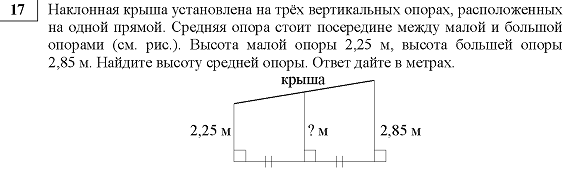 17
Наклонная крыша установлена на трёх вертикальных опорах, расположенных
на одной прямой. Средняя опора стоит посередине между малой и большой
опорами (см. рис.). Высота малой опоры 2,25 м, высота большей опоры
2,85 м. Найдите высоту средней опоры. Ответ дайте в метрах.
крыша
2,25 м
? м
2,85 м